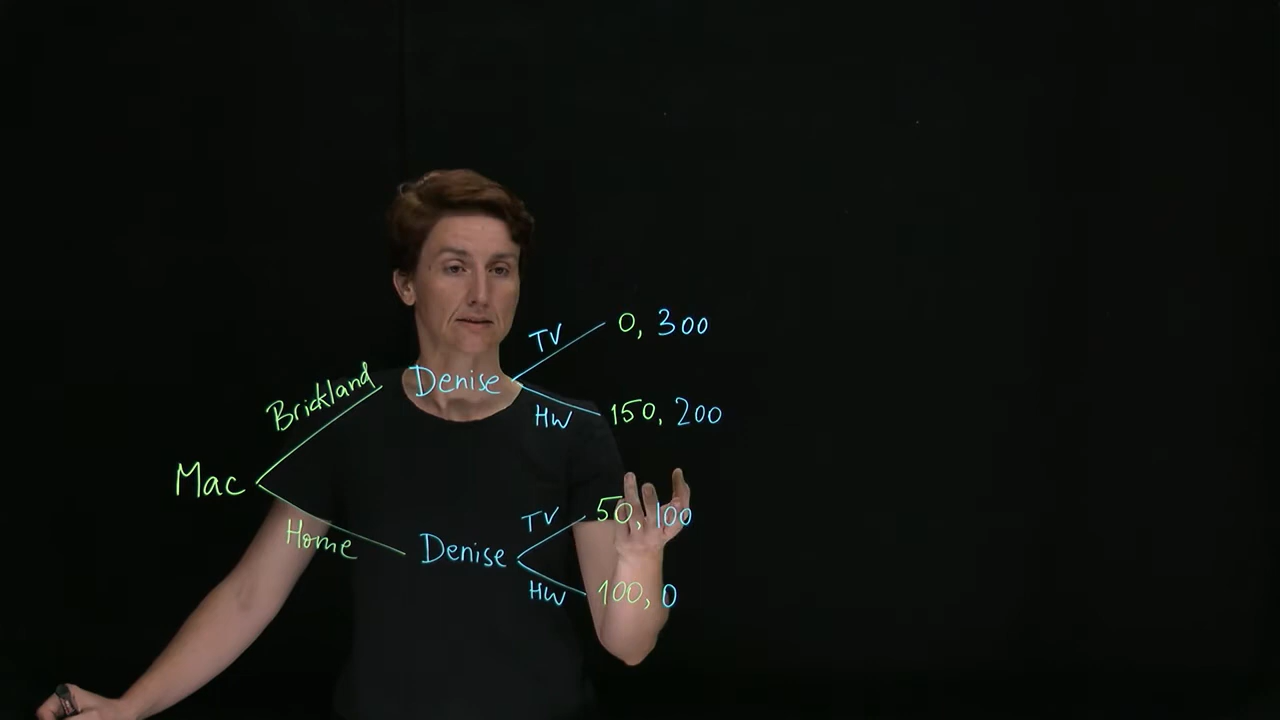 TV 0, 300
Brickland Denise
HW 150, 200
Mac
TV 50, 100
Home Denise
HW 100, 0